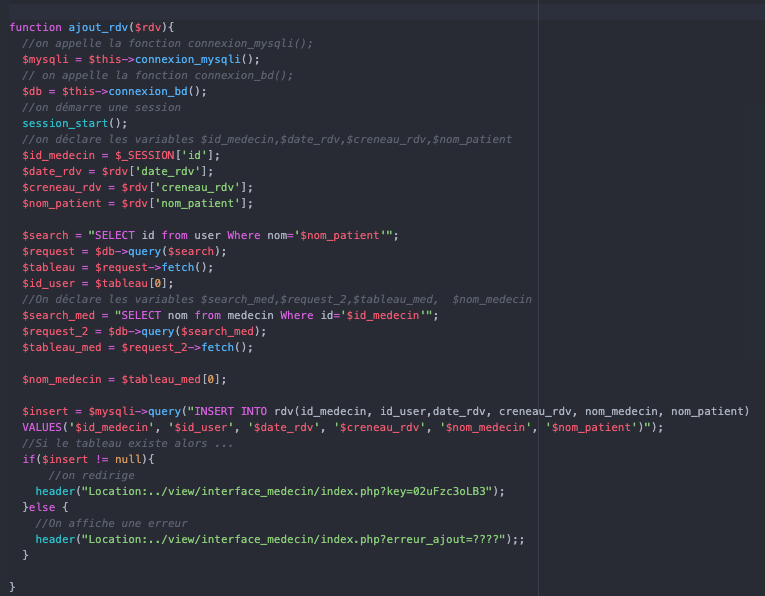 function ajout_rdv($rdv){
//on appelle la fonction connexion_mysqli();
$mysqli = $this->connexion_mysqli();
// on appelle la fonction connexion_bd();
$db = $this->connexion_bd();
//on démarre une session
session_start();
//on déclare les variables $id_medecin,$date_rdv,$creneau_rdv,$nom_patient
$id_medecin = $_SESSION['id'];
$date_rdv = $rdv['date_rdv'];
$creneau_rdv = $rdv['creneau_rdv'];
$nom_patient = $rdv['nom_patient'];
$search = "SELECT id from user Where nom='$nom_patient'";
$request = $db->query($search);
$tableau = $request->fetch();
$id_user = $tableau[0];
//On déclare les variables $search_med,$request_2,$tableau_med,  $nom_medecin
$search_med = "SELECT nom from medecin Where id='$id_medecin'";
$request_2 = $db->query($search_med);
$tableau_med = $request_2->fetch();
$nom_medecin = $tableau_med[0];
$insert = $mysqli->query("INSERT INTO rdv(id_medecin, id_user,date_rdv, creneau_rdv, nom_medecin, nom_patient)
VALUES('$id_medecin', '$id_user', '$date_rdv', '$creneau_rdv', '$nom_medecin', '$nom_patient')");
//Si le tableau existe alors ...
if($insert != null){
//on redirige
header("Location:../view/interface_medecin/index.php?key=02uFzc3oLB3");
}else {
//On affiche une erreur
header("Location:../view/interface_medecin/index.php?erreur_ajout=????");;
}
}